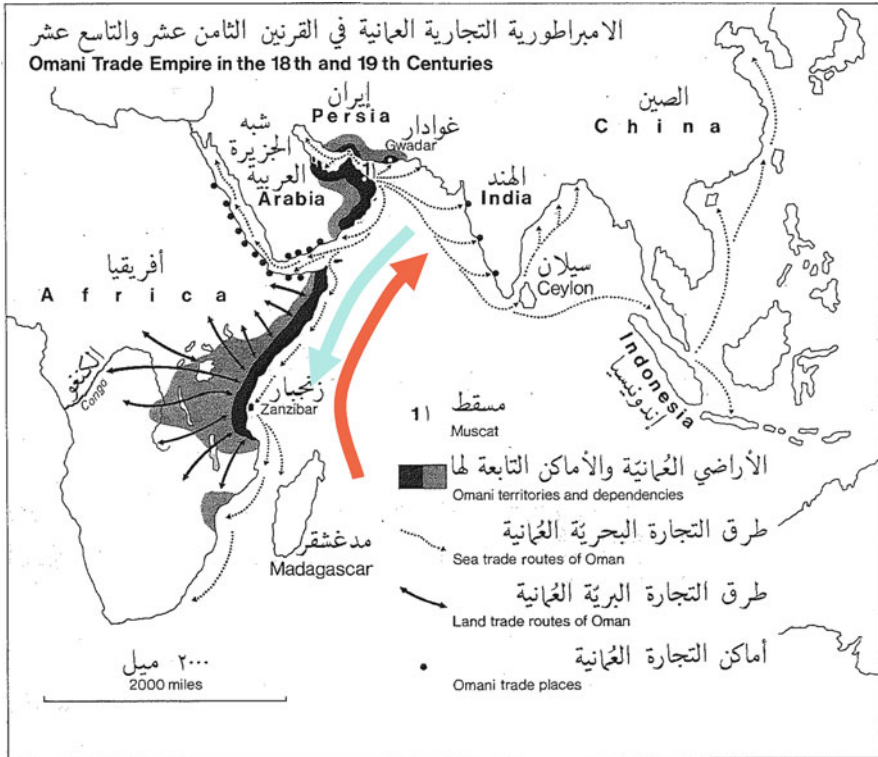 الامبراطورية التجارية العمانية في القرنين الثامن عشر والتاسع عشر
Omani Trade Empire in the 18th and 19th Centuries
إيران
Persia
غوادار
Gwadar
شبه
الجزيرة
العربية
Arabia
1ا
الصين
China
الهند
India
سيلان
Ceylon
أفريقيا
Africa
الكنغو
Congo
زنجبار
Zanzibar
Indonesia
إندونيسيا
مدغشقر
Madagascar
1ا مسقط
Muscat
الأراضي العُمانيّة والأماكن التابعة لها
Omani territories and dependencies
طرق التجارة البحريّة العُمانية
Sea trade routes of Oman
طرق التجارة البريّة العُمانية
Land trade routes of Oman
أماكن التجارة العُمانية
Omani trade places
٢٠٠٠ ميل
2000 miles